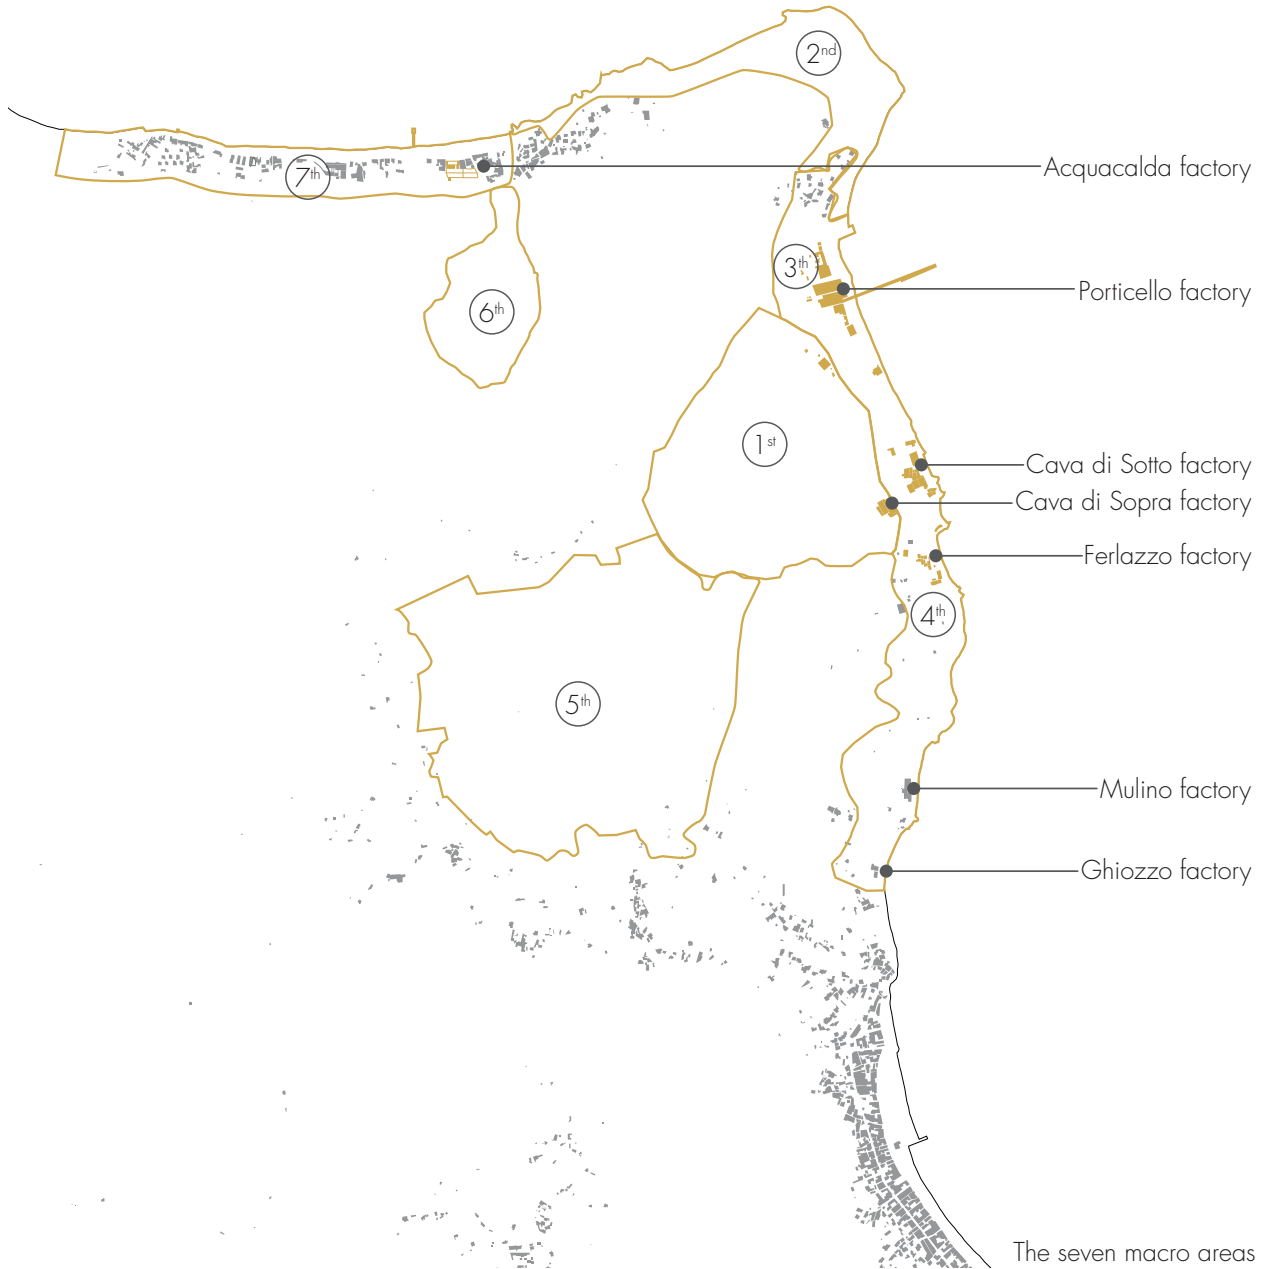 2nd
Acquacalda factory
7th
3th
Porticello factory
6th
1st
Cava di Sotto factory
Cava di Sopra factory
Ferlazzo factory
4th
5th
Mulino factory
Ghiozzo factory
The seven macro areas